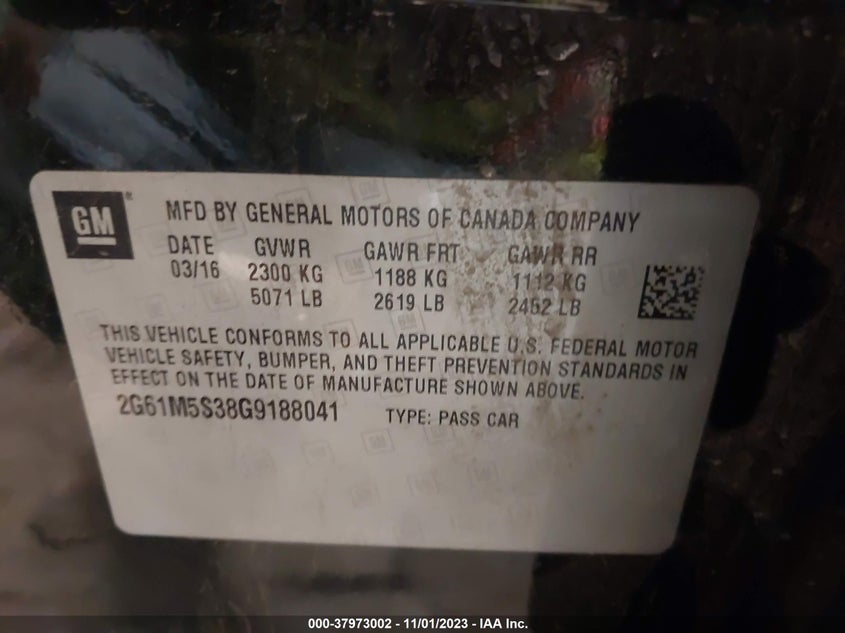 GM®
MFD BY GENERAL MOTORS OF CANADA COMPANY
DATE GVWR GAWR FRT GAWR RR
03/16 2300 KG 1188 KG 1112 KG
5071 LB 2619 LB 2452 LB
THIS VEHICLE CONFORMS TO ALL APPLICABLE U.S. FEDERAL MOTOR
VEHICLE SAFETY, BUMPER, AND THEFT PREVENTION STANDARDS IN
EFFECT ON THE DATE OF MANUFACTURE SHOWN ABOVE.
2G61M5S38G9188041 TYPE: PASS CAR
000-37973002 - 11/01/2023 - IAA Inc.